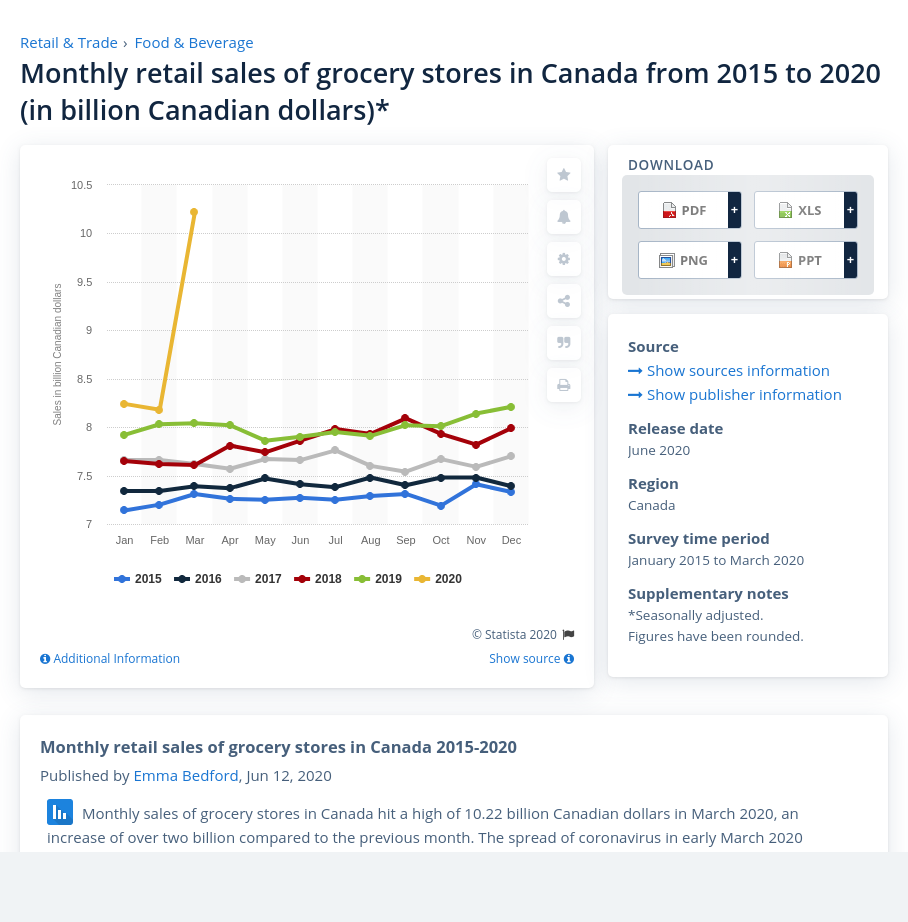 Retail & Trade › Food & Beverage
Monthly retail sales of grocery stores in Canada from 2015 to 2020
(in billion Canadian dollars)*
DOWNLOAD
PDF +
XLS +
PNG +
PPT +
Sales in billion Canadian dollars
10.5
10
9.5
9
8.5
8
7.5
7
Jan Feb Mar Apr May Jun Jul Aug Sep Oct Nov Dec
2015 2016 2017 2018 2019 2020
© Statista 2020
Additional Information
Show source
Source
Show sources information
Show publisher information
Release date
June 2020
Region
Canada
Survey time period
January 2015 to March 2020
Supplementary notes
*Seasonally adjusted.
Figures have been rounded.
Monthly retail sales of grocery stores in Canada 2015-2020
Published by Emma Bedford, Jun 12, 2020
Monthly sales of grocery stores in Canada hit a high of 10.22 billion Canadian dollars in March 2020, an
increase of over two billion compared to the previous month. The spread of coronavirus in early March 2020